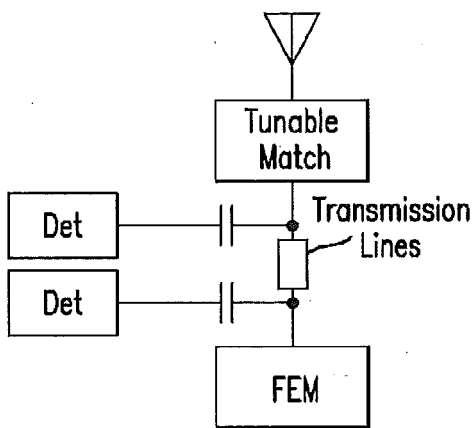 Tunable
Match
Det
Transmission
Lines
Det
FEM